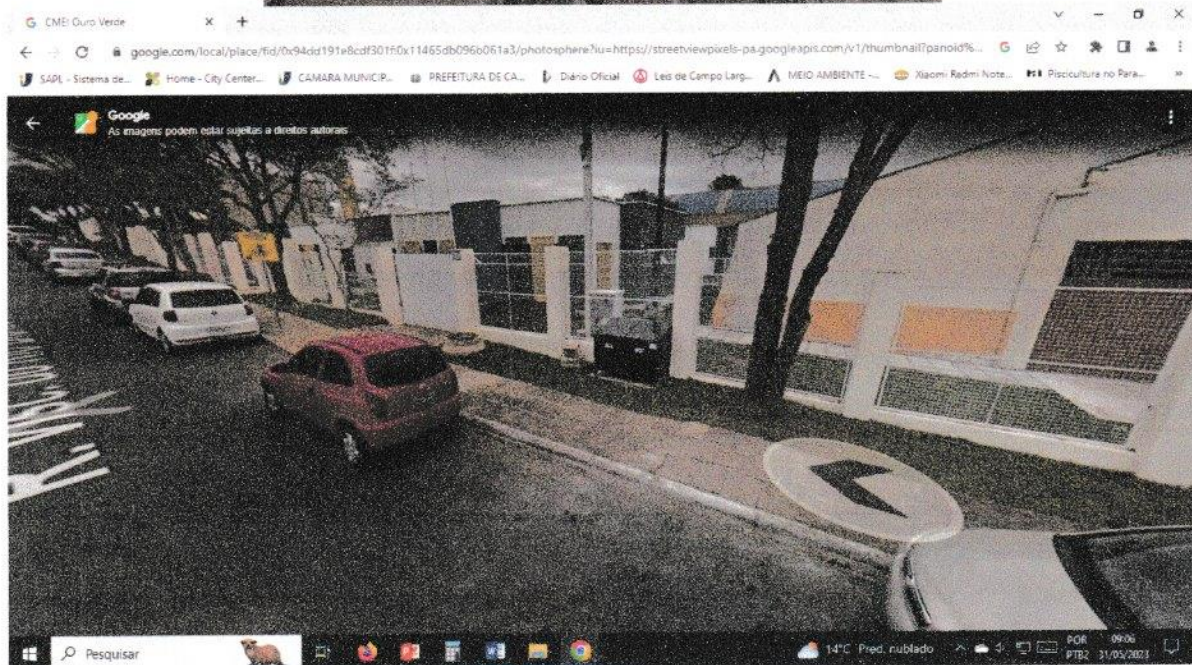 CMEI Ouro Verde
google.com/local/place/fid/0x94dd191e8cdf301f:0x11465db096b061a3/photosphere?iu=https://streetviewpixels-pa.googleapis.com/v1/thumbnail?panoid%...
SAPL - Sistema de... Home - City Center... CAMARA MUNICIP... PREFEITURA DE CA... Diário Oficial Leis de Campo Larg... MEIO AMBIENTE -... Xiaomi Redmi Note... Piscicultura no Para...
Google
As imagens podem estar sujeitas a direitos autorais
Pesquisar
14°C Pred. nublado
POR
PTB2
09:06
31/05/2023